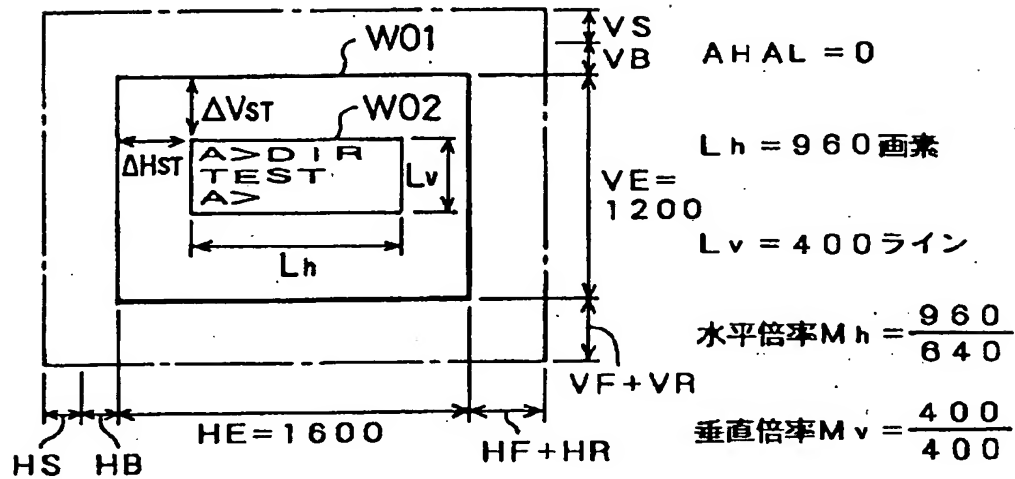 VS
VB
W01
AHAL=0
ΔVST
W02
ΔHST
A>DIR
TEST
A>
Lv
Lh
Lh=960画素
VE=
1200
Lv=400ライン
水平倍率Mh=960/640
VF+VR
HE=1600
HS
HB
HF+HR
垂直倍率Mv=400/400